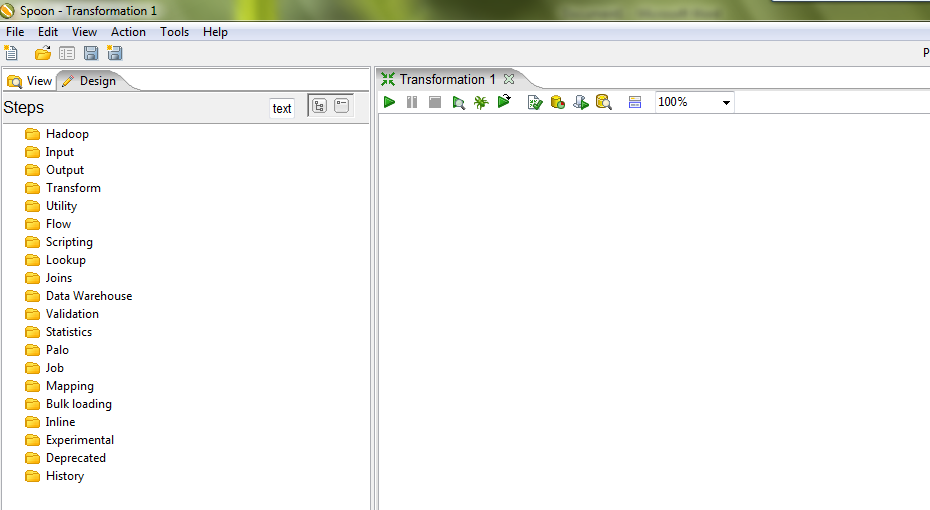 Spoon - Transformation 1
File Edit View Action Tools Help
P
View Design
Transformation 1
Steps text
100%
Hadoop
Input
Output
Transform
Utility
Flow
Scripting
Lookup
Joins
Data Warehouse
Validation
Statistics
Palo
Job
Mapping
Bulk loading
Inline
Experimental
Deprecated
History